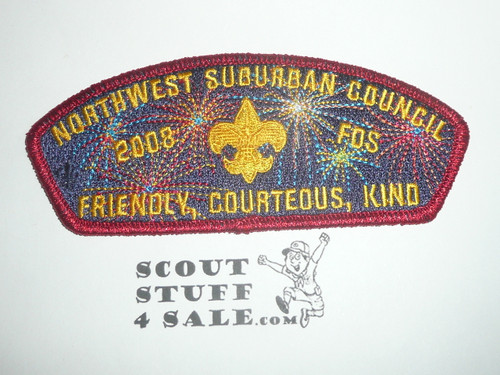 NORTHWEST SUBURBAN COUNCIL
2008 FOS
FRIENDLY, COURTEOUS, KIND
SCOUT
STUFF
4 SALE.COM